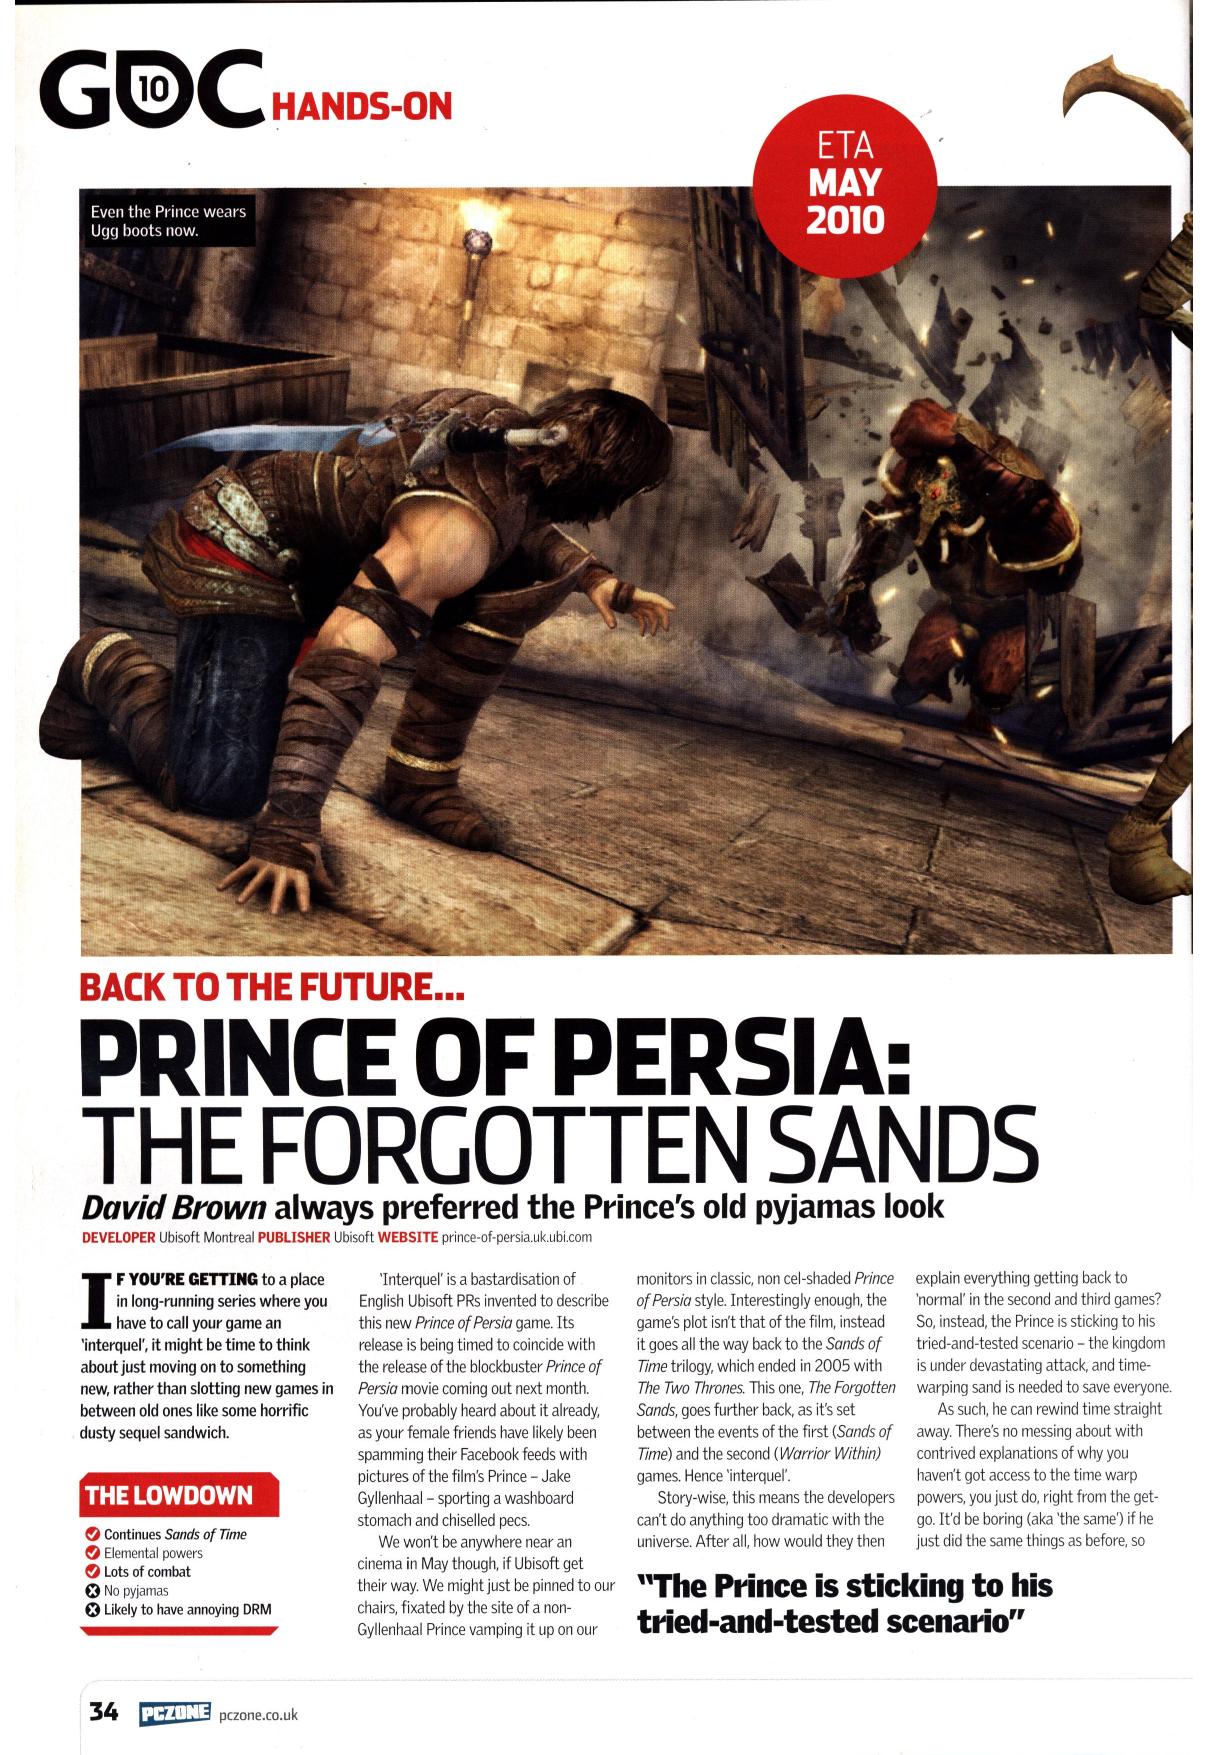 GDC 10 HANDS-ON
ETA
MAY
2010
Even the Prince wears
Ugg boots now.
BACK TO THE FUTURE...
PRINCE OF PERSIA:
THE FORGOTTEN SANDS
David Brown always preferred the Prince's old pyjamas look
DEVELOPER Ubisoft Montreal PUBLISHER Ubisoft WEBSITE prince-of-persia.uk.ubi.com
IF YOU'RE GETTING to a place
in long-running series where you
have to call your game an
'interquel', it might be time to think
about just moving on to something
new, rather than slotting new games in
between old ones like some horrific
dusty sequel sandwich.
THE LOWDOWN
Continues Sands of Time
Elemental powers
Lots of combat
No pyjamas
Likely to have annoying DRM
'Interquel' is a bastardisation of
English Ubisoft PRs invented to describe
this new Prince of Persia game. Its
release is being timed to coincide with
the release of the blockbuster Prince of
Persia movie coming out next month.
You've probably heard about it already,
as your female friends have likely been
spamming their Facebook feeds with
pictures of the film's Prince – Jake
Gyllenhaal – sporting a washboard
stomach and chiselled pecs.
We won't be anywhere near an
cinema in May though, if Ubisoft get
their way. We might just be pinned to our
chairs, fixated by the site of a non-
Gyllenhaal Prince vamping it up on our
monitors in classic, non cel-shaded Prince
of Persia style. Interestingly enough, the
game's plot isn't that of the film, instead
it goes all the way back to the Sands of
Time trilogy, which ended in 2005 with
The Two Thrones. This one, The Forgotten
Sands, goes further back, as it's set
between the events of the first (Sands of
Time) and the second (Warrior Within)
games. Hence 'interquel'.
Story-wise, this means the developers
can't do anything too dramatic with the
universe. After all, how would they then
explain everything getting back to
'normal' in the second and third games?
So, instead, the Prince is sticking to his
tried-and-tested scenario – the kingdom
is under devastating attack, and time-
warping sand is needed to save everyone.
As such, he can rewind time straight
away. There's no messing about with
contrived explanations of why you
haven't got access to the time warp
powers, you just do, right from the get-
go. It'd be boring (aka 'the same') if he
just did the same things as before, so
"The Prince is sticking to his
tried-and-tested scenario"
34 PCZONE pczone.co.uk